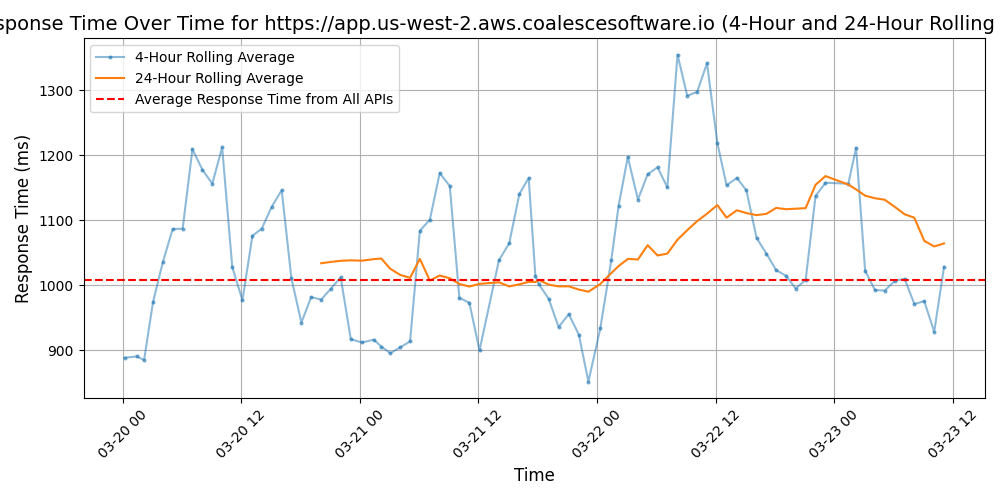 sponse Time Over Time for https://app.us-west-2.aws.coalescesoftware.io (4-Hour and 24-Hour Rolling
4-Hour Rolling Average
24-Hour Rolling Average
Average Response Time from All APIs
Response Time (ms)
1300
1200
1100
1000
900
03-20 00
03-20 12
03-21 00
03-21 12
03-22 00
03-22 12
03-23 00
03-23 12
Time